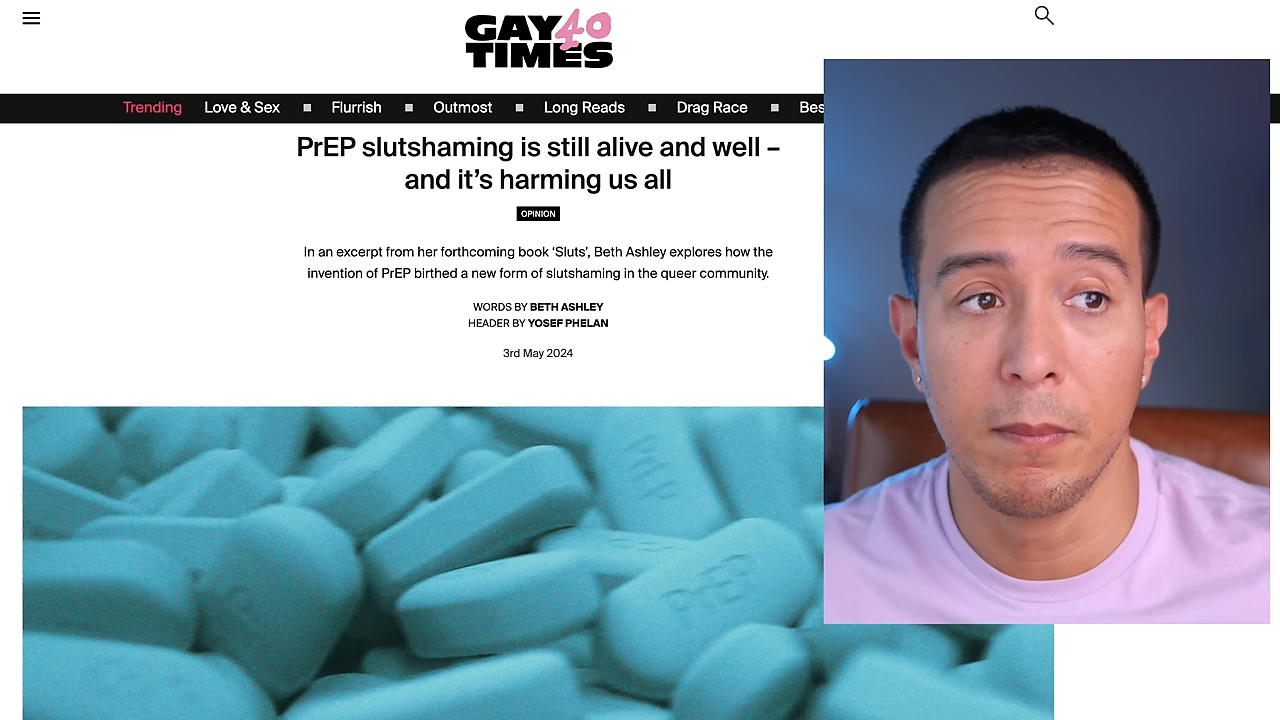 GAY 40
TIMES
Trending Love & Sex Flurrish Outmost Long Reads Drag Race Bes
PrEP slutshaming is still alive and well –
and it's harming us all
OPINION
In an excerpt from her forthcoming book ‘Sluts’, Beth Ashley explores how the
invention of PrEP birthed a new form of slutshaming in the queer community.
WORDS BY BETH ASHLEY
HEADER BY YOSEF PHELAN
3rd May 2024
PrEP